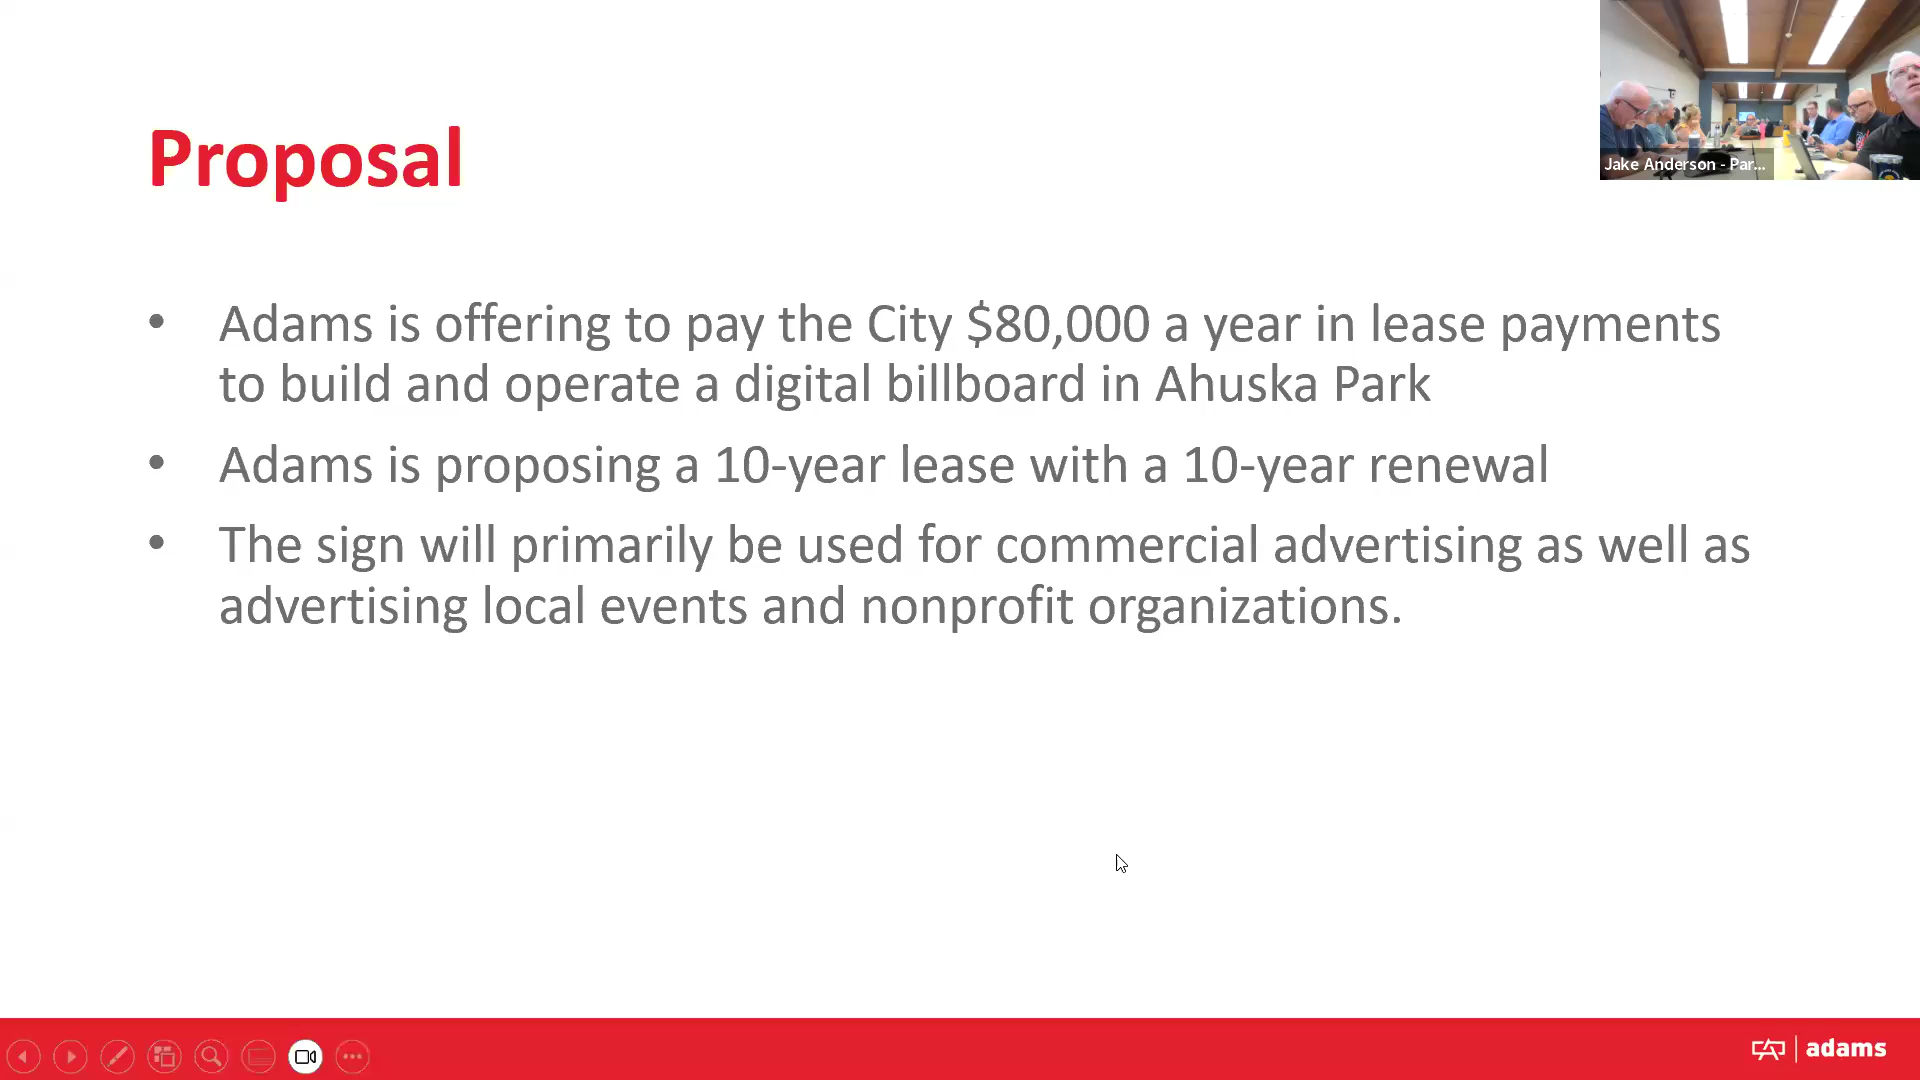 Proposal
Jake Anderson - Par...
• Adams is offering to pay the City $80,000 a year in lease payments
to build and operate a digital billboard in Ahuska Park
• Adams is proposing a 10-year lease with a 10-year renewal
• The sign will primarily be used for commercial advertising as well as
advertising local events and nonprofit organizations.
adams